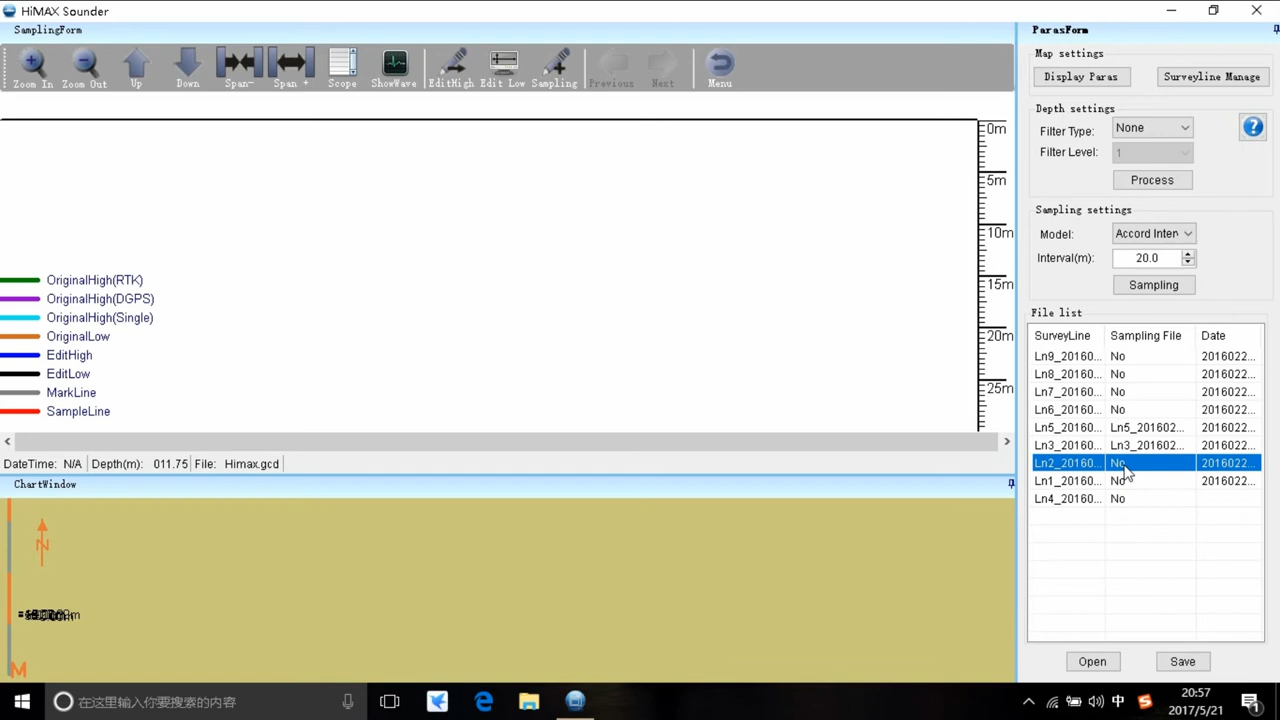 HiMAX Sounder
SamplingForm
Zoom In Zoom Out Up Down Span- Span + Scope ShowWave EditHigh Edit Low Sampling Previous Next Menu
0m
5m
10m
15m
20m
25m
OriginalHigh(RTK)
OriginalHigh(DGPS)
OriginalHigh(Single)
OriginalLow
EditHigh
EditLow
MarkLine
SampleLine
DateTime: N/A Depth(m): 011.75 File: Himax.gcd
ChartWindow
N
M
ParasForm
Map settings
Display Paras Surveyline Manage
Depth settings
Filter Type: None
Filter Level: 1
Process
Sampling settings
Model: Accord Inter
Interval(m): 20.0
Sampling
File list
SurveyLine Sampling File Date
Ln9_20160... No 2016022...
Ln8_20160... No 2016022...
Ln7_20160... No 2016022...
Ln6_20160... No 2016022...
Ln5_20160... Ln5_201602... 2016022...
Ln3_20160... Ln3_201602... 2016022...
Ln2_20160... No 2016022...
Ln1_20160... No 2016022...
Ln4_20160... No
Open Save
在这里输入你要搜索的内容
中
20:57
2017/5/21
1